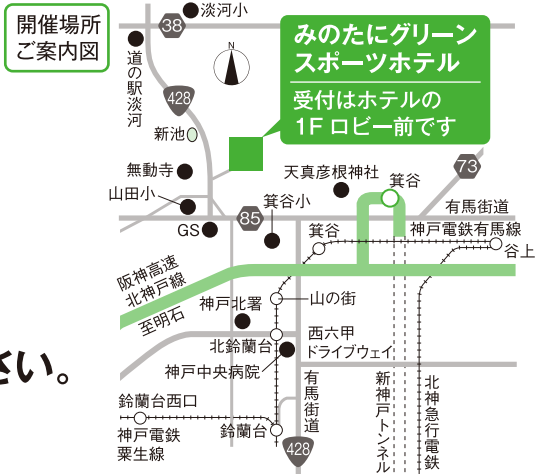 開催場所
ご案内図
淡河小
38
N
みのたにグリーン
スポーツホテル
受付はホテルの
1F ロビー前です
道の駅淡河
428
新池
無動寺
山田小
天真彦根神社
73
箕谷
箕谷小
有馬街道
85
GS
箕谷
神戸電鉄有馬線
谷上
阪神高速
北神戸線
至明石
山の街
神戸北署
北鈴蘭台
西六甲
ドライブウェイ
神戸中央病院
さい。
鈴蘭台西口
神戸電鉄
粟生線
鈴蘭台
有馬街道
428
新神戸トンネル
北神急行電鉄